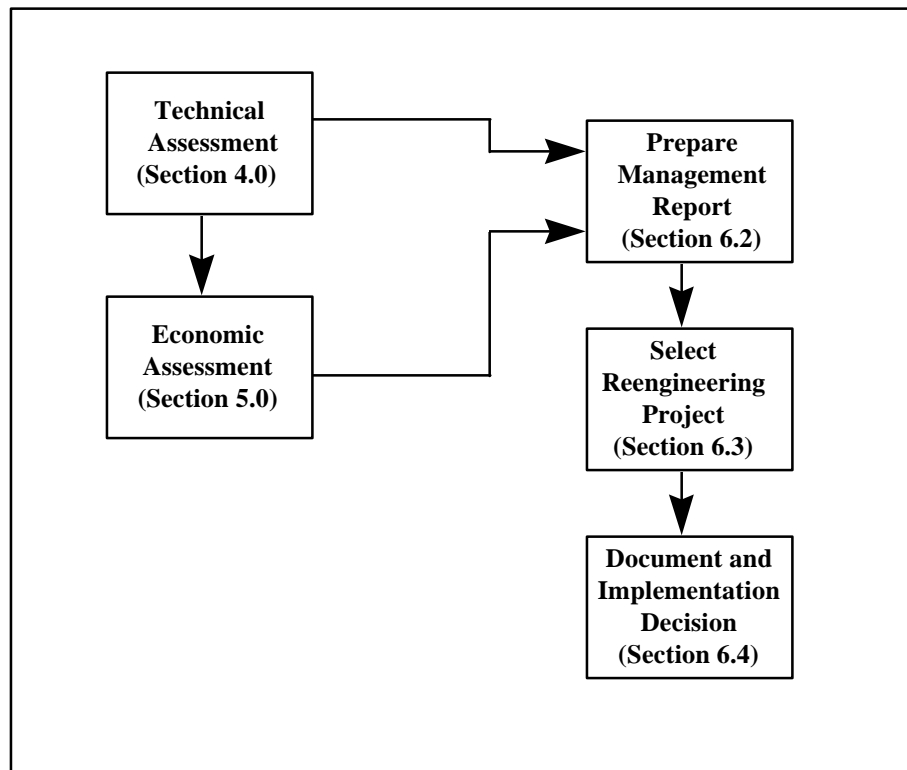 Technical
Assessment
(Section 4.0)
Economic
Assessment
(Section 5.0)
Prepare
Management
Report
(Section 6.2)
Select
Reengineering
Project
(Section 6.3)
Document and
Implementation
Decision
(Section 6.4)